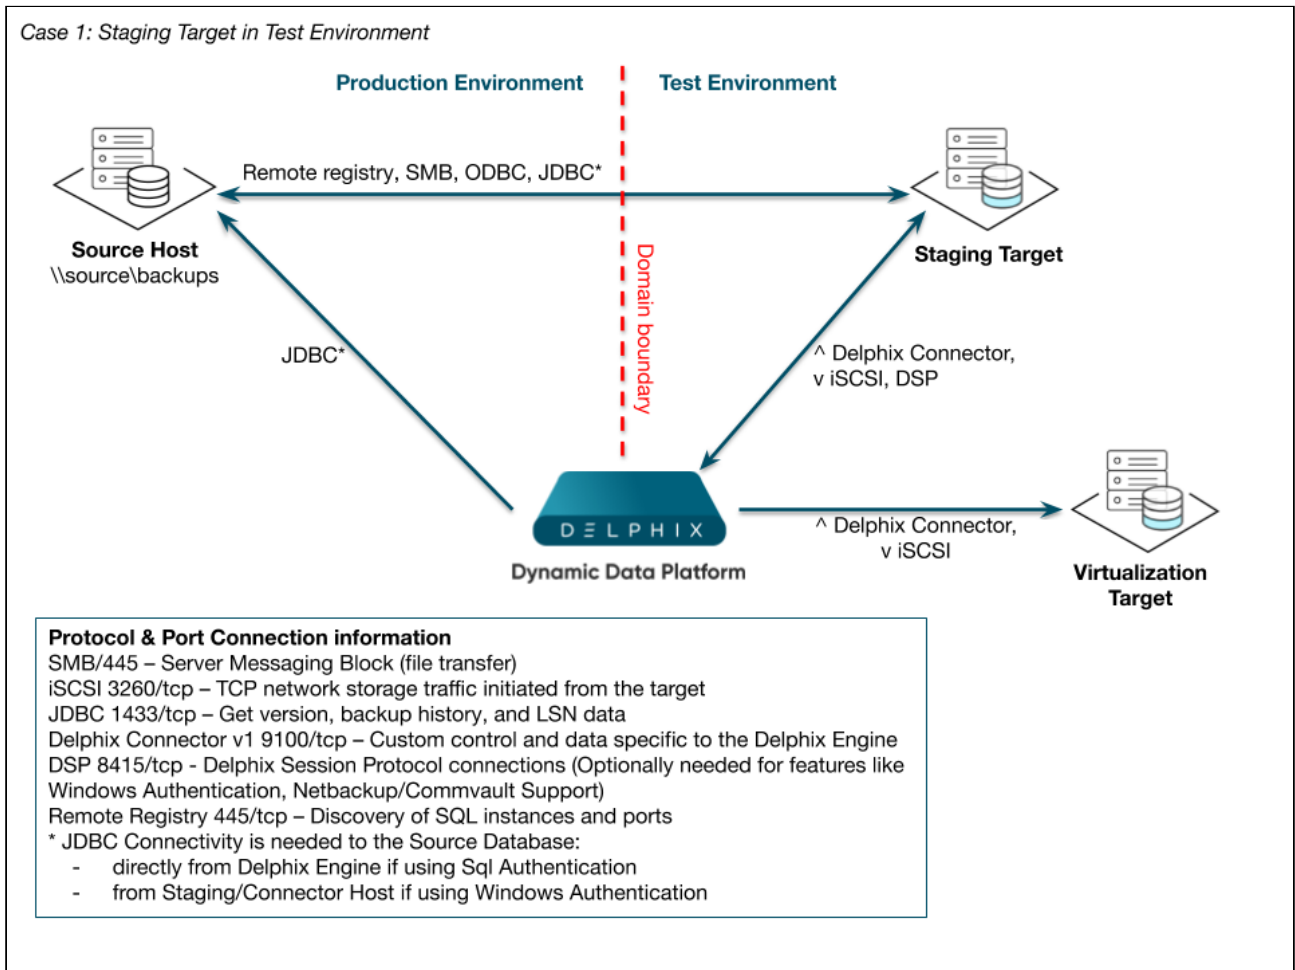 Case 1: Staging Target in Test Environment
Production Environment
Test Environment
Remote registry, SMB, ODBC, JDBC*
Source Host
\\source\backups
Staging Target
Domain boundary
JDBC*
^ Delphix Connector,
v iSCSI, DSP
DELPHIX
Dynamic Data Platform
^ Delphix Connector,
v iSCSI
Virtualization
Target
Protocol & Port Connection information
SMB/445 – Server Messaging Block (file transfer)
iSCSI 3260/tcp – TCP network storage traffic initiated from the target
JDBC 1433/tcp – Get version, backup history, and LSN data
Delphix Connector v1 9100/tcp – Custom control and data specific to the Delphix Engine
DSP 8415/tcp - Delphix Session Protocol connections (Optionally needed for features like
Windows Authentication, Netbackup/Commvault Support)
Remote Registry 445/tcp – Discovery of SQL instances and ports
* JDBC Connectivity is needed to the Source Database:
- directly from Delphix Engine if using Sql Authentication
- from Staging/Connector Host if using Windows Authentication